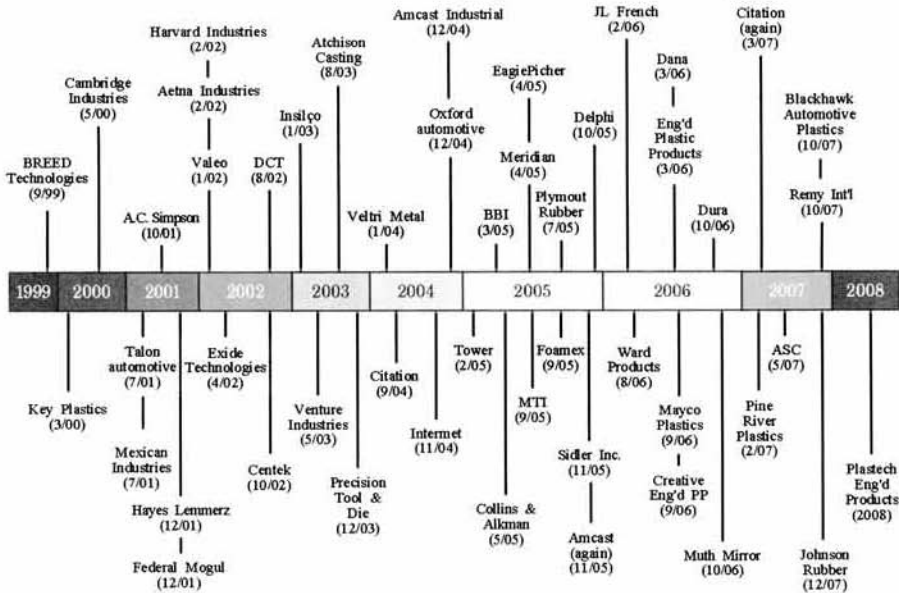 Harvard Industries
(2/02)
Aetna Industries
(2/02)
Valeo
(1/02)
Cambridge
Industries
(5/00)
BREED
Technologies
(9/99)
A.C. Simpson
(10/01)
DCT
(8/02)
Insilço
(1/03)
Atchison
Casting
(8/03)
Veltri Metal
(1/04)
Amcast Industrial
(12/04)
Oxford
automotive
(12/04)
BBI
(3/05)
EagiePicher
(4/05)
Meridian
(4/05)
Plymout
Rubber
(7/05)
Delphi
(10/05)
JL French
(2/06)
Dana
(3/06)
Eng'd
Plastic
Products
(3/06)
Dura
(10/06)
Citation
(again)
(3/07)
Blackhawk
Automotive
Plastics
(10/07)
Remy Int'l
(10/07)
1999 2000 2001 2002 2003 2004 2005 2006 2007 2008
Key Plastics
(3/00)
Talon
automotive
(7/01)
Mexican
Industries
(7/01)
Hayes Lemmerz
(12/01)
Federal Mogul
(12/01)
Exide
Technologies
(4/02)
Centek
(10/02)
Venture
Industries
(5/03)
Precision
Tool &
Die
(12/03)
Citation
(9/04)
Internet
(11/04)
Tower
(2/05)
Collins &
Alkman
(5/05)
MTI
(9/05)
Foamex
(9/05)
Sidler Inc.
(11/05)
Amcast
(again)
(11/05)
Ward
Products
(8/06)
Mayco
Plastics
(9/06)
Creative
Eng'd PP
(9/06)
Muth Mirror
(10/06)
Pine
River
Plastics
(2/07)
ASC
(5/07)
Johnson
Rubber
(12/07)
Plastech
Eng'd
Products
(2008)